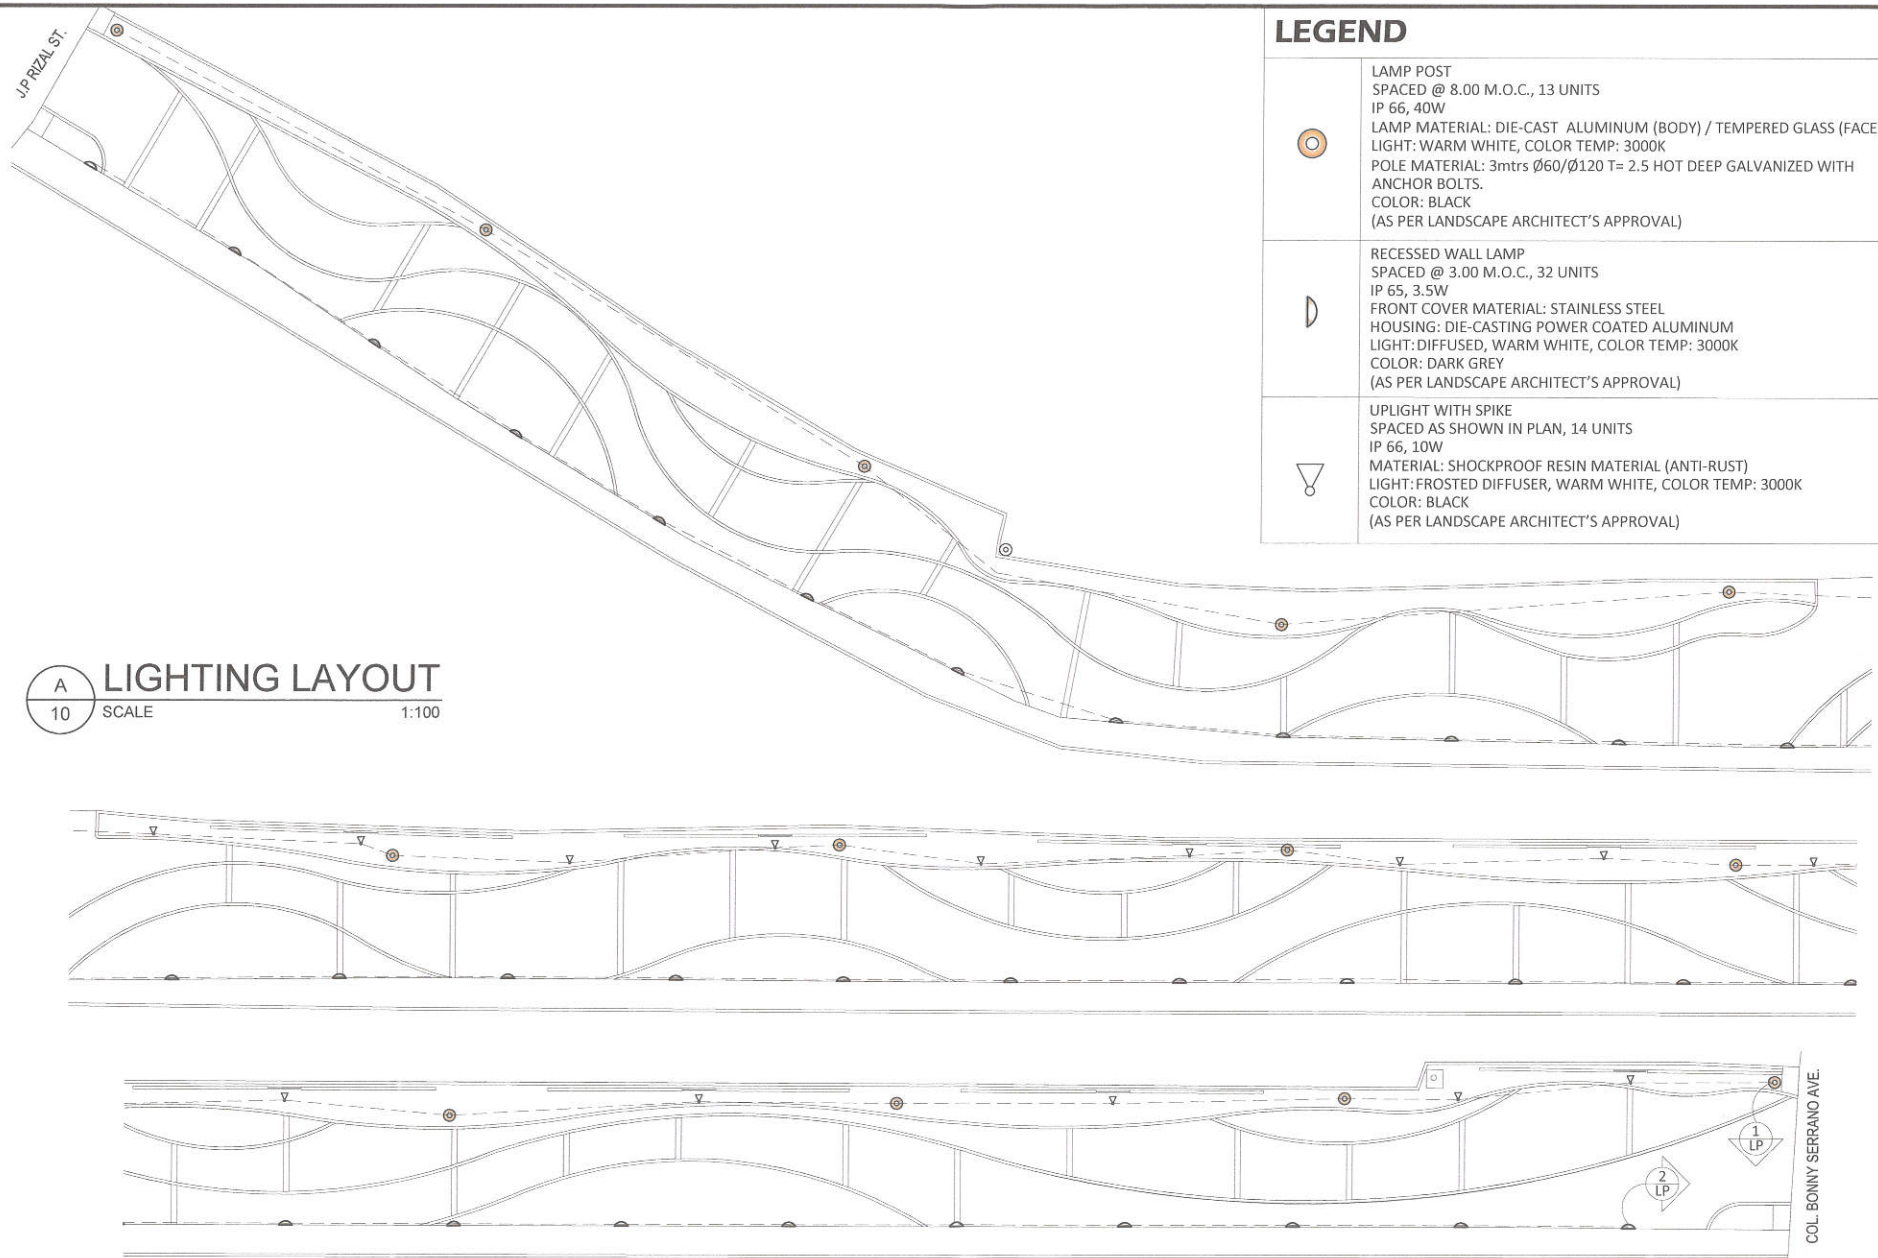 J.P.RIZAL ST.
LEGEND
LAMP POST
SPACED @ 8.00 M.O.C., 13 UNITS
IP 66, 40W
LAMP MATERIAL: DIE-CAST ALUMINUM (BODY) / TEMPERED GLASS (FACE
LIGHT: WARM WHITE, COLOR TEMP: 3000K
POLE MATERIAL: 3mtrs Ø60/Ø120 T= 2.5 HOT DEEP GALVANIZED WITH
ANCHOR BOLTS.
COLOR: BLACK
(AS PER LANDSCAPE ARCHITECT'S APPROVAL)
RECESSED WALL LAMP
SPACED @ 3.00 M.O.C., 32 UNITS
IP 65, 3.5W
FRONT COVER MATERIAL: STAINLESS STEEL
HOUSING: DIE-CASTING POWER COATED ALUMINUM
LIGHT: DIFFUSED, WARM WHITE, COLOR TEMP: 3000K
COLOR: DARK GREY
(AS PER LANDSCAPE ARCHITECT'S APPROVAL)
UPLIGHT WITH SPIKE
SPACED AS SHOWN IN PLAN, 14 UNITS
IP 66, 10W
MATERIAL: SHOCKPROOF RESIN MATERIAL (ANTI-RUST)
LIGHT: FROSTED DIFFUSER, WARM WHITE, COLOR TEMP: 3000K
COLOR: BLACK
(AS PER LANDSCAPE ARCHITECT'S APPROVAL)
A
10
LIGHTING LAYOUT
SCALE 1:100
1
LP
2
LP
COL. BONNY SERRANO AVE.